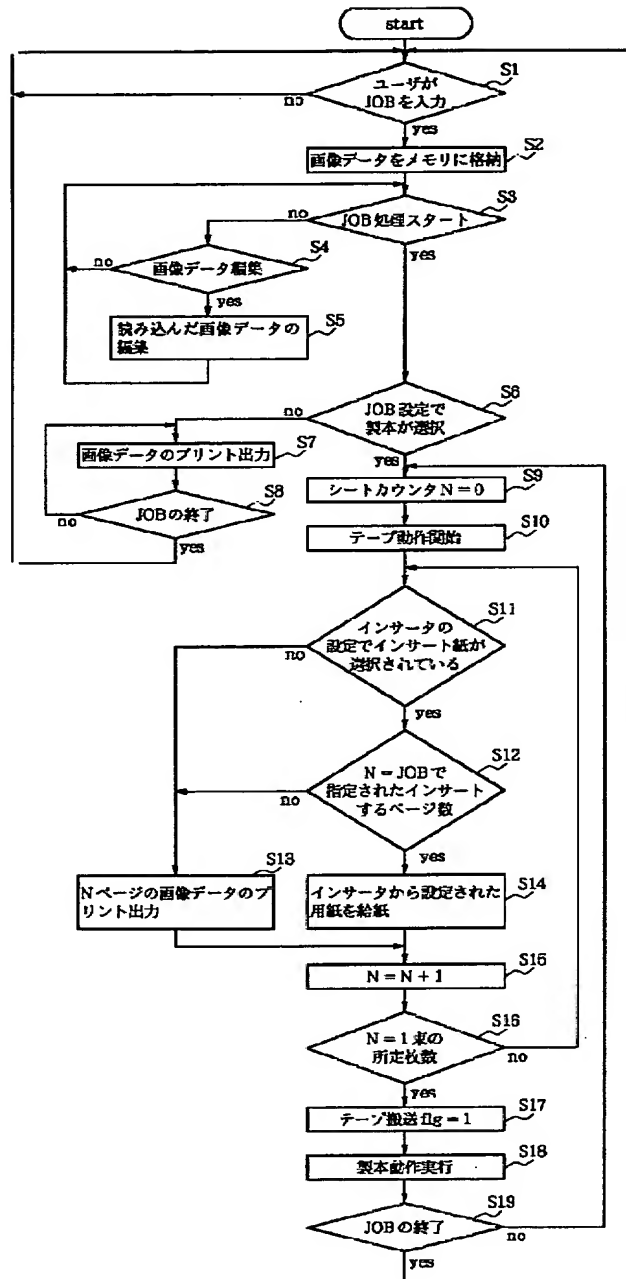 start
S1
ユーザが
JOBを入力
no
yes
S2
画像データをメモリに格納
S3
no
JOB処理スタート
S4
no
画像データ編集
yes
yes
S5
読み込んだ画像データの
編集
S6
no
JOB設定で
製本が選択
S7
画像データのプリント出力
yes
S9
シートカウンタN=0
S8
no
JOBの終了
yes
S10
テープ動作開始
S11
インサータの
設定でインサート紙が
選択されている
no
yes
S12
N=JOBで
指定されたインサート
するページ数
no
yes
S13
Nページの画像データのプ
リント出力
S14
インサータから設定された
用紙を給紙
S15
N=N+1
S16
N=1束の
所定枚数
no
yes
S17
テープ搬送flg=1
S18
製本動作実行
S19
JOBの終了
no
yes